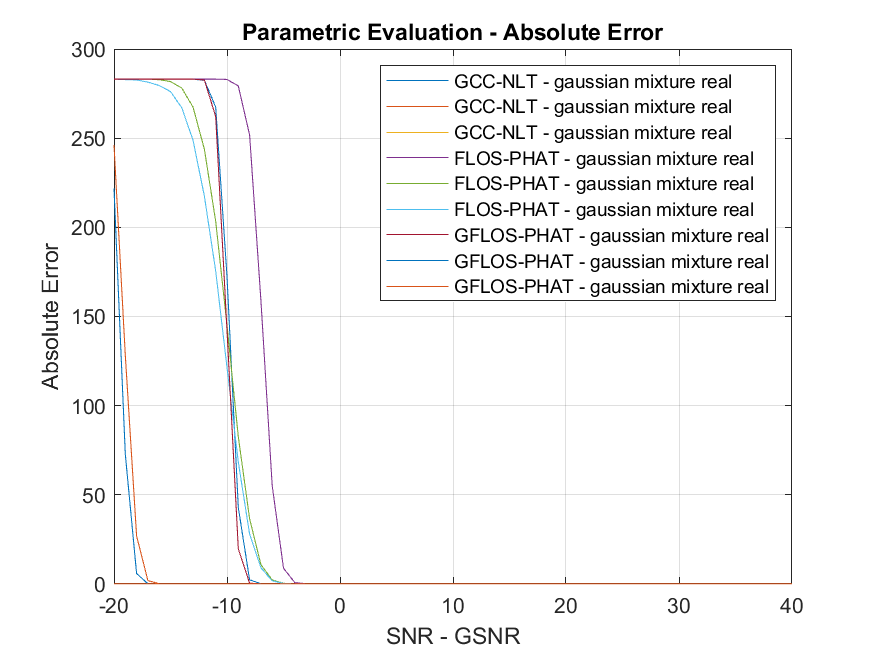 Parametric Evaluation - Absolute Error
300
250
200
150
100
50
0
Absolute Error
GCC-NLT - gaussian mixture real
GCC-NLT - gaussian mixture real
GCC-NLT - gaussian mixture real
FLOS-PHAT - gaussian mixture real
FLOS-PHAT - gaussian mixture real
FLOS-PHAT - gaussian mixture real
GFLOS-PHAT - gaussian mixture real
GFLOS-PHAT - gaussian mixture real
GFLOS-PHAT - gaussian mixture real
-20 -10 0 10 20 30 40
SNR - GSNR